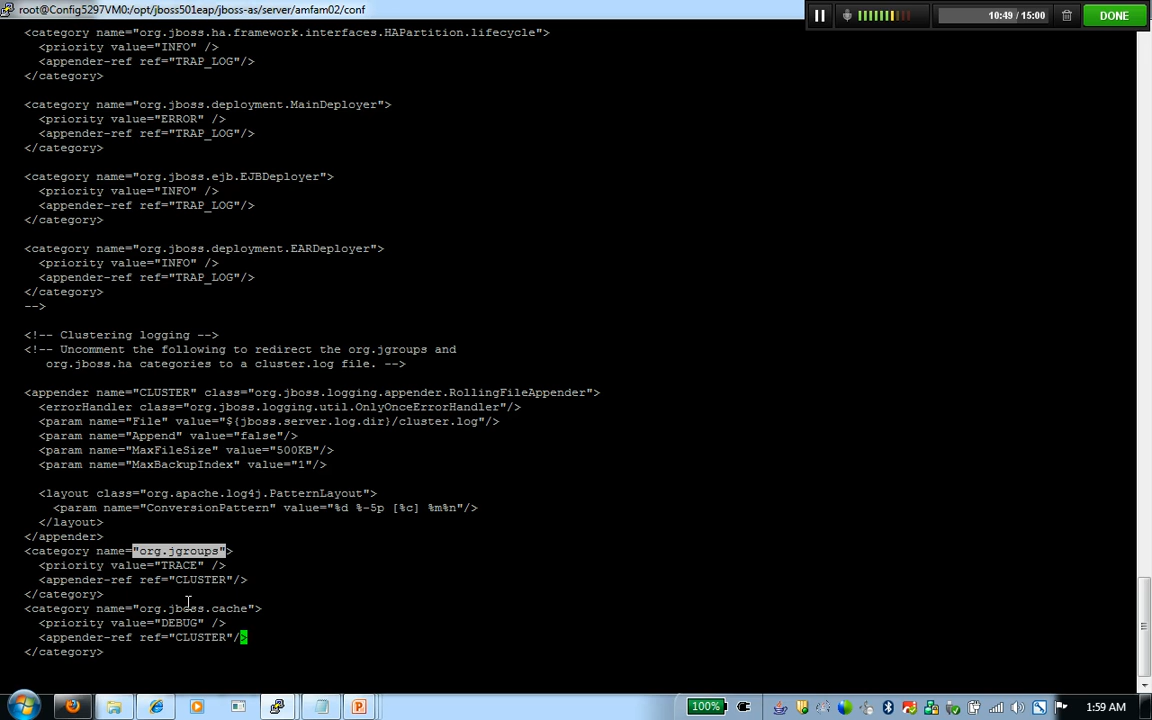 root@Config5297VM0:/opt/jboss501eap/jboss-as/server/amfam02/conf
10:49 / 15:00
DONE
<category name="org.jboss.ha.framework.interfaces.HAPartition.lifecycle">
<priority value="INFO" />
<appender-ref ref="TRAP_LOG"/>
</category>
<category name="org.jboss.deployment.MainDeployer">
<priority value="ERROR" />
<appender-ref ref="TRAP_LOG"/>
</category>
<category name="org.jboss.ejb.EJBDeployer">
<priority value="INFO" />
<appender-ref ref="TRAP_LOG"/>
</category>
<category name="org.jboss.deployment.EARDeployer">
<priority value="INFO" />
<appender-ref ref="TRAP_LOG"/>
</category>
-->
<!-- Clustering logging -->
<!-- Uncomment the following to redirect the org.jgroups and
org.jboss.ha categories to a cluster.log file. -->
<appender name="CLUSTER" class="org.jboss.logging.appender.RollingFileAppender">
<errorHandler class="org.jboss.logging.util.OnlyOnceErrorHandler"/>
<param name="File" value="${jboss.server.log.dir}/cluster.log"/>
<param name="Append" value="false"/>
<param name="MaxFileSize" value="500KB"/>
<param name="MaxBackupIndex" value="1"/>
<layout class="org.apache.log4j.PatternLayout">
<param name="ConversionPattern" value="%d %-5p [%c] %m%n"/>
</layout>
</appender>
<category name="org.jgroups">
<priority value="TRACE" />
<appender-ref ref="CLUSTER"/>
</category>
<category name="org.jboss.cache">
<priority value="DEBUG" />
<appender-ref ref="CLUSTER"/>
</category>
100%
1:59 AM